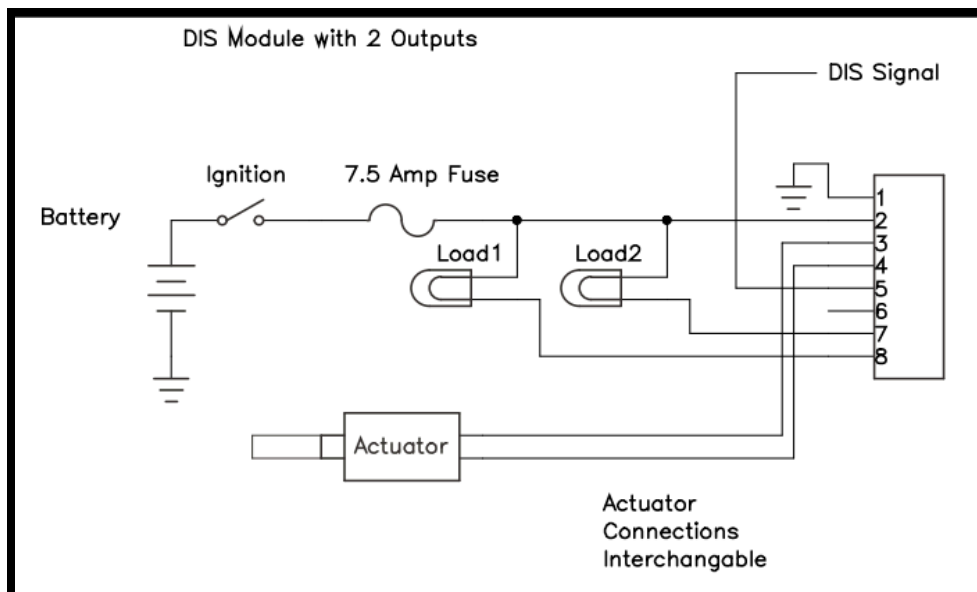 DIS Module with 2 Outputs
DIS Signal
Ignition
7.5 Amp Fuse
Battery
Load1
Load2
1
2
3
4
5
6
7
8
Actuator
Actuator
Connections
Interchangable